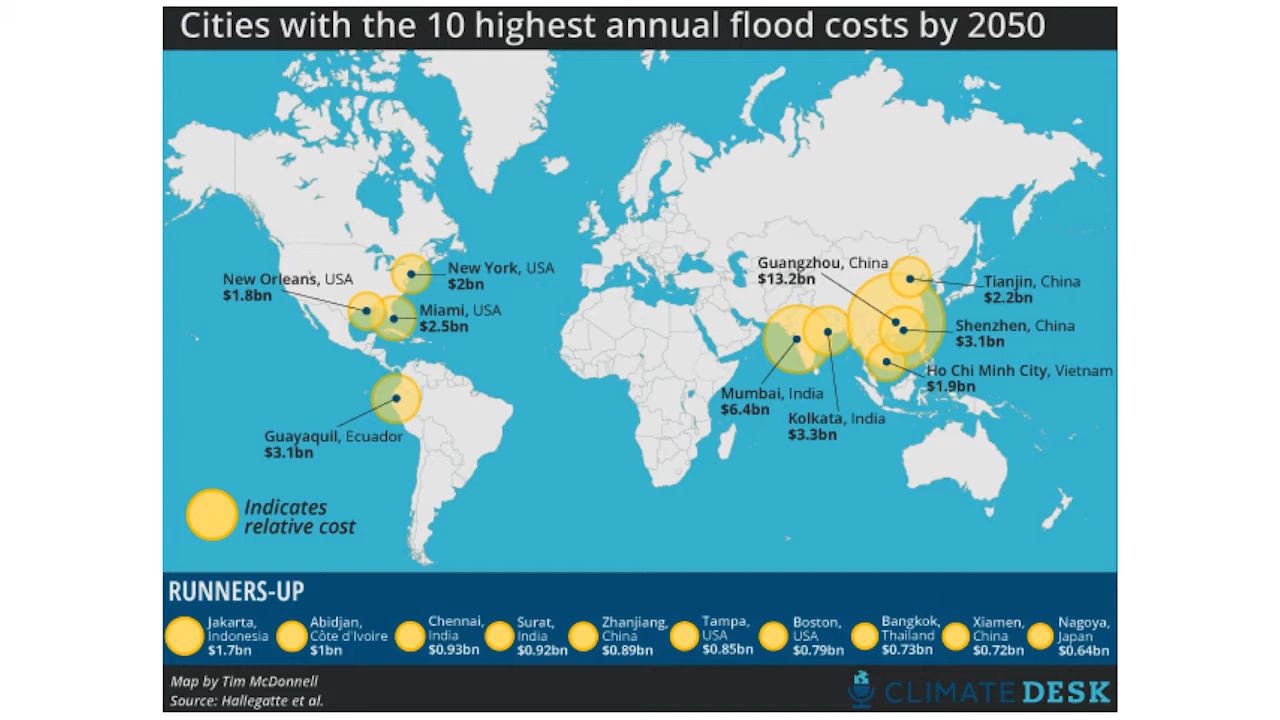 Cities with the 10 highest annual flood costs by 2050
New York, USA
$2bn
New Orleans, USA
$1.8bn
Miami, USA
$2.5bn
Guayaquil, Ecuador
$3.1bn
Guangzhou, China
$13.2bn
Tianjin, China
$2.2bn
Shenzhen, China
$3.1bn
Ho Chi Minh City, Vietnam
$1.9bn
Mumbai, India
$6.4bn
Kolkata, India
$3.3bn
Indicates
relative cost
RUNNERS-UP
Jakarta,
Indonesia
$1.7bn
Abidjan,
Côte d'Ivoire
$1bn
Chennai,
India
$0.93bn
Surat,
India
$0.92bn
Zhanjiang,
China
$0.89bn
Tampa,
USA
$0.85bn
Boston,
USA
$0.79bn
Bangkok,
Thailand
$0.73bn
Xiamen,
China
$0.72bn
Nagoya,
Japan
$0.64bn
Map by Tim McDonnell
Source: Hallegatte et al.
CLIMATE DESK